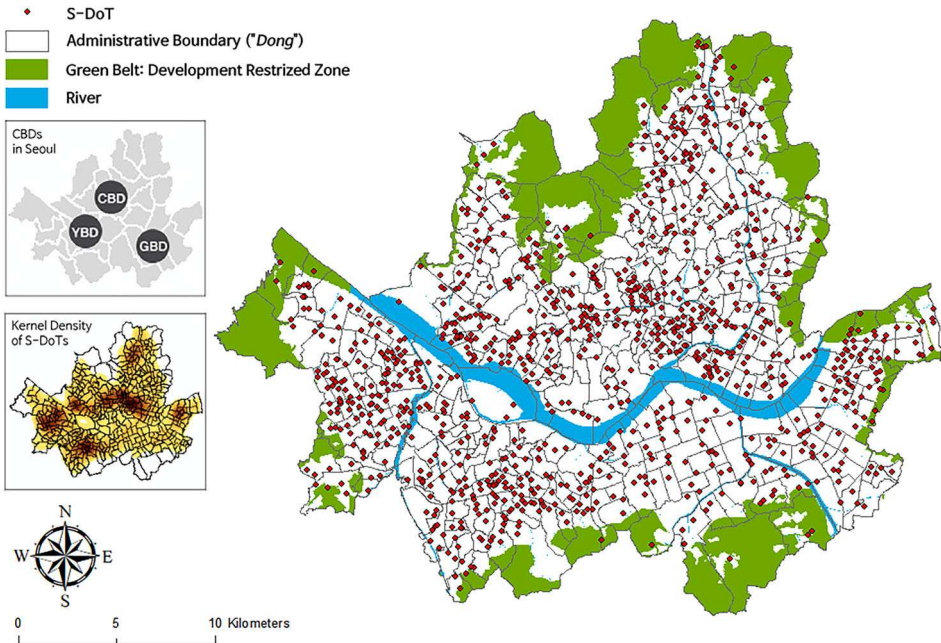 S-DoT
Administrative Boundary ("Dong")
Green Belt: Development Restrized Zone
River
CBDs
in Seoul
CBD
YBD
GBD
Kernel Density
of S-DoTs
N
W E
S
0 5 10 Kilometers